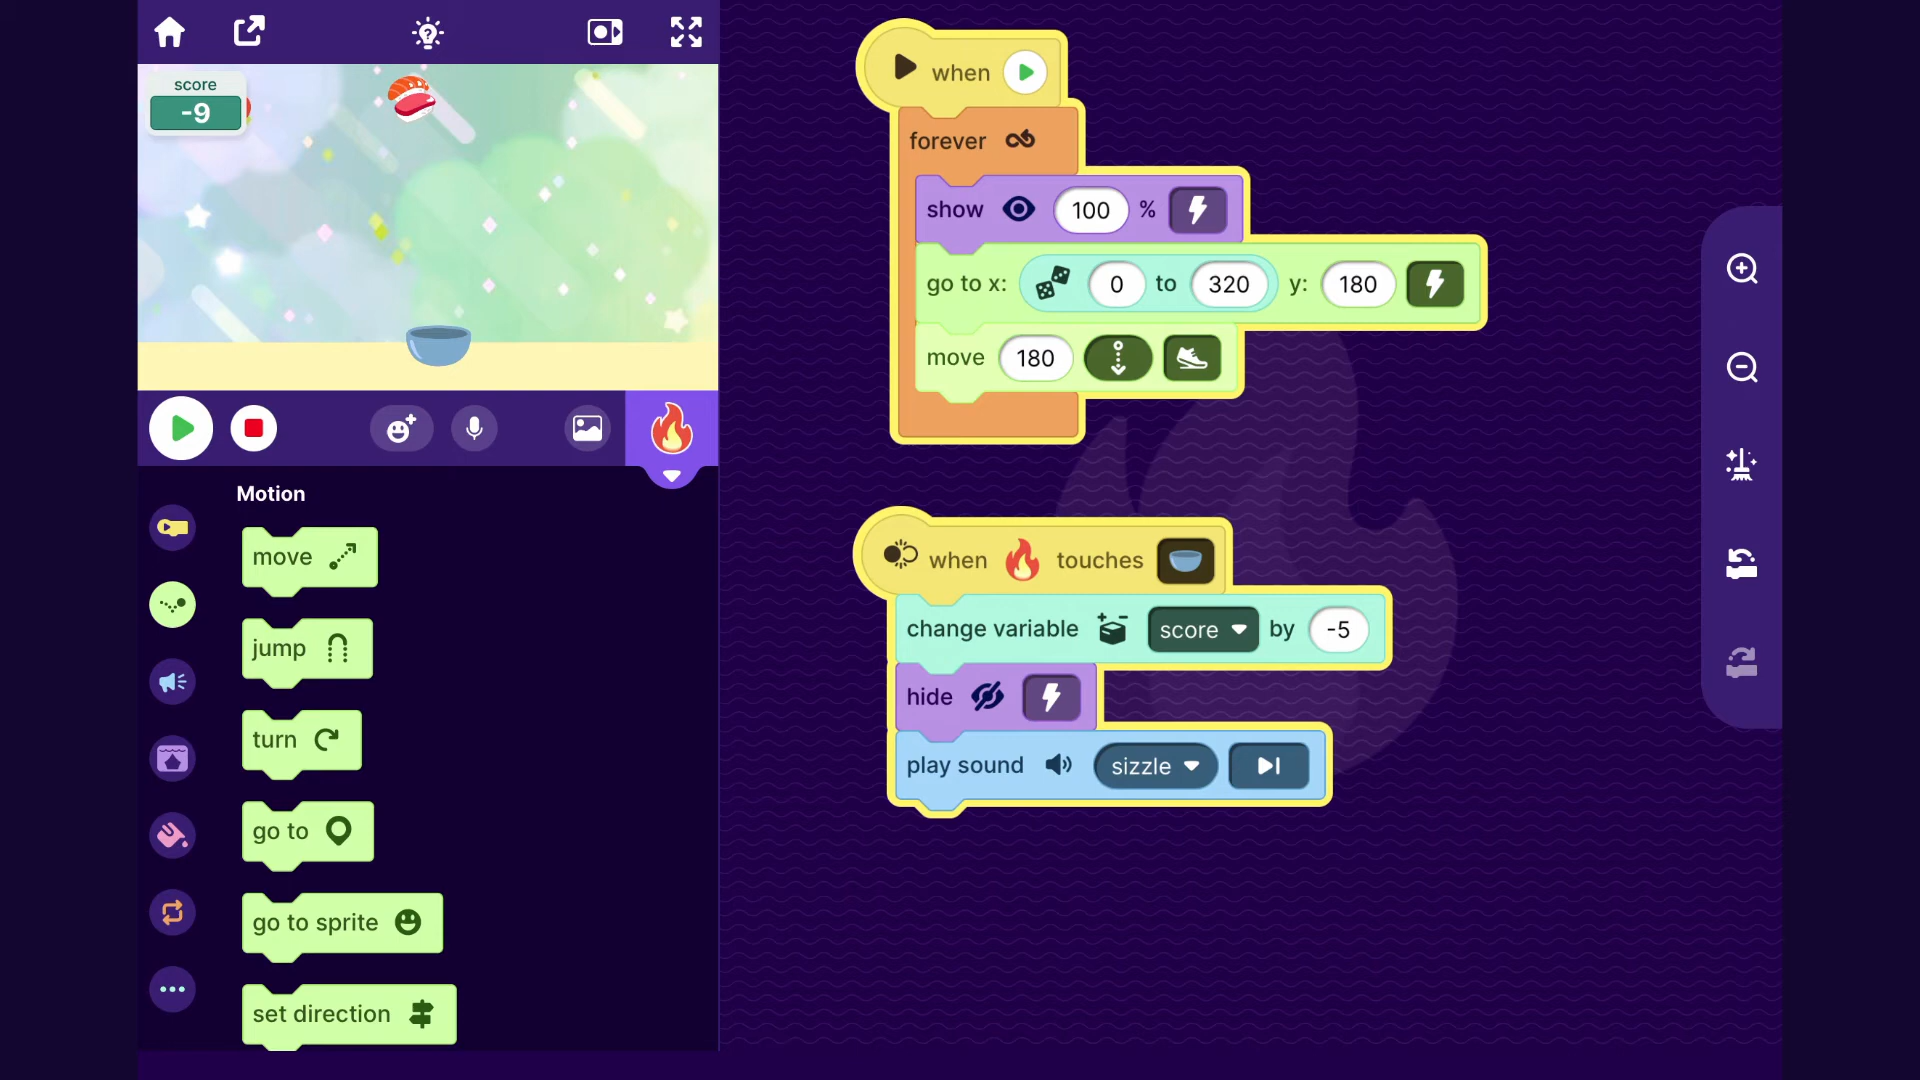 score
-9
when
forever
show 100 %
go to x: 0 to 320 y: 180
move 180
when touches
change variable score by -5
hide
play sound sizzle
Motion
move
jump
turn
go to
go to sprite
set direction